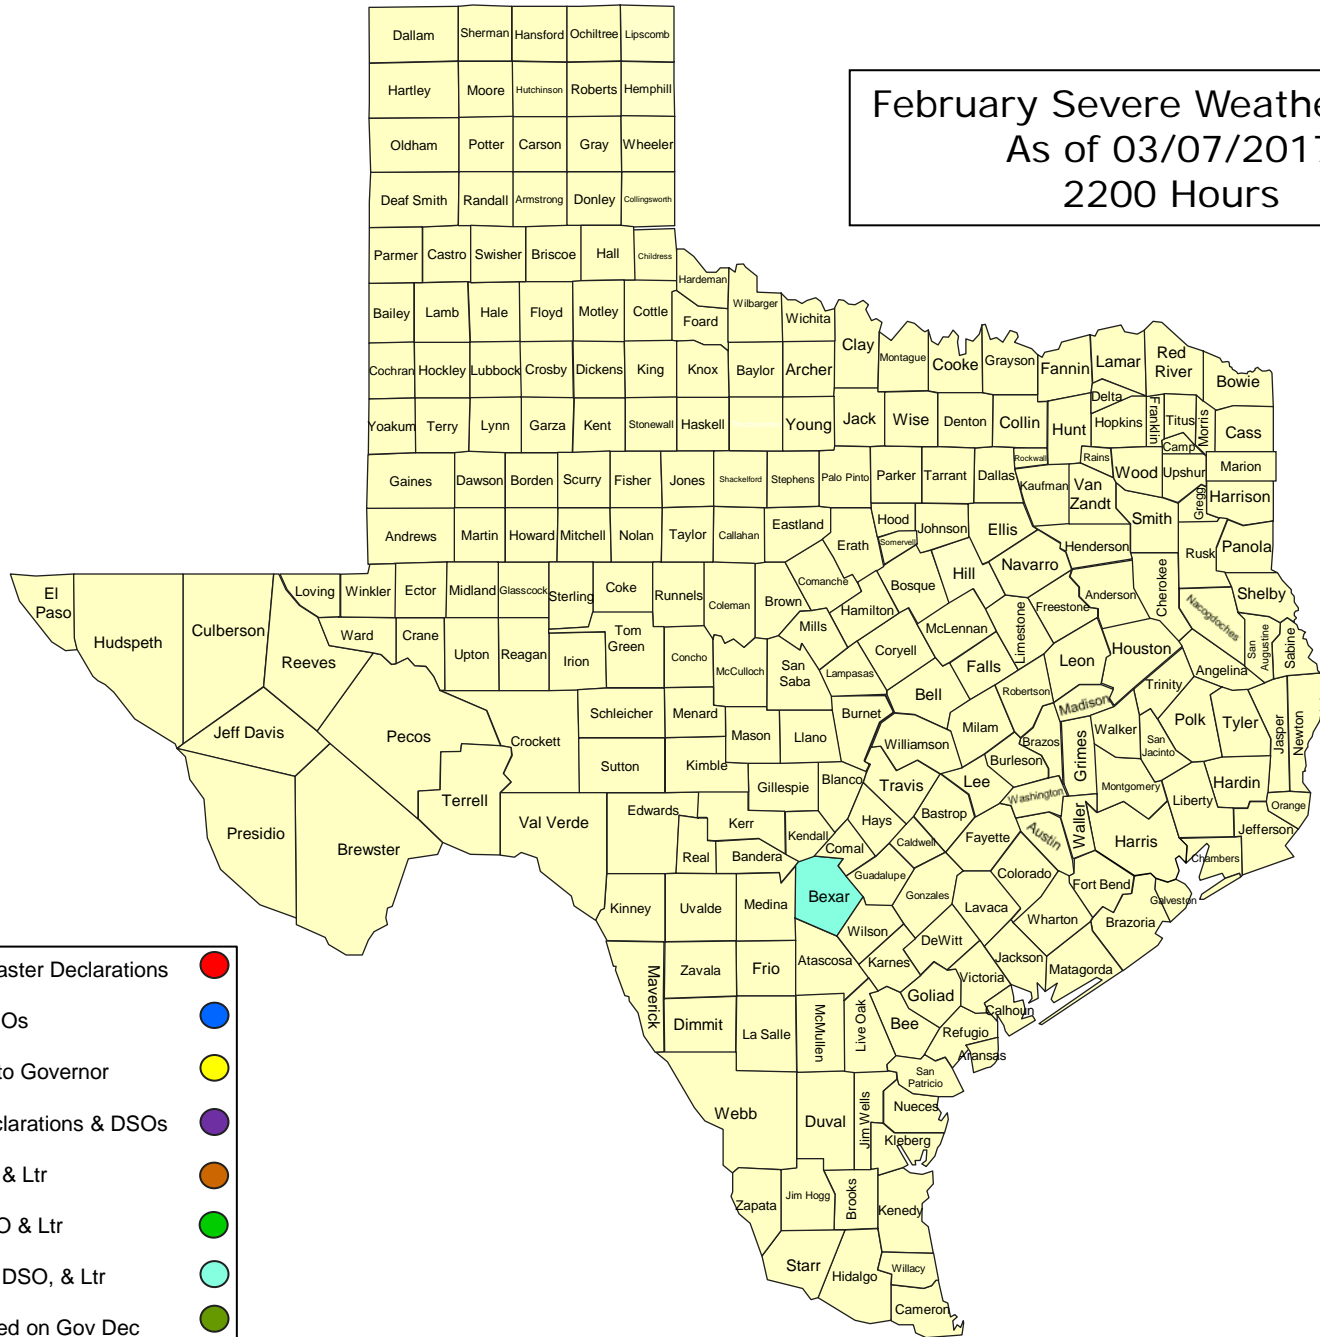 Dallam Sherman Hansford Ochiltree Lipscomb
February Severe Weathe
As of 03/07/2017
2200 Hours
Hartley Moore Hutchinson Roberts Hemphill
Oldham Potter Carson Gray Wheeler
Deaf Smith Randall Armstrong Donley Collingsworth
Parmer Castro Swisher Briscoe Hall Childress
Hardeman
Bailey Lamb Hale Floyd Motley Cottle Foard Wilbarger Wichita
Clay Montague Cooke Grayson Fannin Lamar Red
River Bowie
Cochran Hockley Lubbock Crosby Dickens King Knox Baylor Archer
Delta
Yoakum Terry Lynn Garza Kent Stonewall Haskell Young Jack Wise Denton Collin Hunt Hopkins Franklin Titus Morris Cass
Camp
Gaines Dawson Borden Scurry Fisher Jones Shackelford Stephens Palo Pinto Parker Tarrant Dallas Rockwall Kaufman Rains Van
Zandt Wood Upshur Marion
Gregg Harrison
Andrews Martin Howard Mitchell Nolan Taylor Callahan Eastland Erath Hood Somervell Johnson Ellis Henderson Smith Rusk Panola
El
Paso Hudspeth Culberson Loving Winkler Ector Midland Glasscock Sterling Coke Runnels Coleman Brown Comanche Hamilton Bosque Hill Navarro Freestone Anderson Cherokee Nacogdoches Shelby
Reeves Ward Crane Upton Reagan Irion Tom
Green Concho McCulloch San
Saba Mills Lampasas Coryell McLennan Limestone Falls Leon Houston Angelina San
Augustine Sabine
Jeff Davis Pecos Crockett Schleicher Menard Mason Llano Burnet Bell Milam Robertson Madison Trinity Polk Tyler Jasper Newton
Sutton Kimble Gillespie Blanco Williamson Travis Lee Burleson Brazos Grimes Walker San
Jacinto Montgomery Liberty Hardin Orange
Presidio Brewster Terrell Val Verde Edwards Kerr Real Bandera Kendall Comal Hays Caldwell Bastrop Fayette Washington Austin Waller Harris Chambers Jefferson
Kinney Uvalde Medina Bexar Guadalupe Gonzales Lavaca Colorado Fort Bend Galveston
Wilson DeWitt Wharton Brazoria
Maverick Zavala Frio Atascosa Karnes Goliad Victoria Jackson Matagorda
Dimmit La Salle McMullen Live Oak Bee Refugio Calhoun
Aransas
San
Patricio
Webb Duval Jim Wells Nueces
Kleberg
Zapata Jim Hogg Brooks Kenedy
Starr Hidalgo Willacy
Cameron
aster Declarations
Os
to Governor
clarations & DSOs
& Ltr
O & Ltr
DSO, & Ltr
ed on Gov Dec